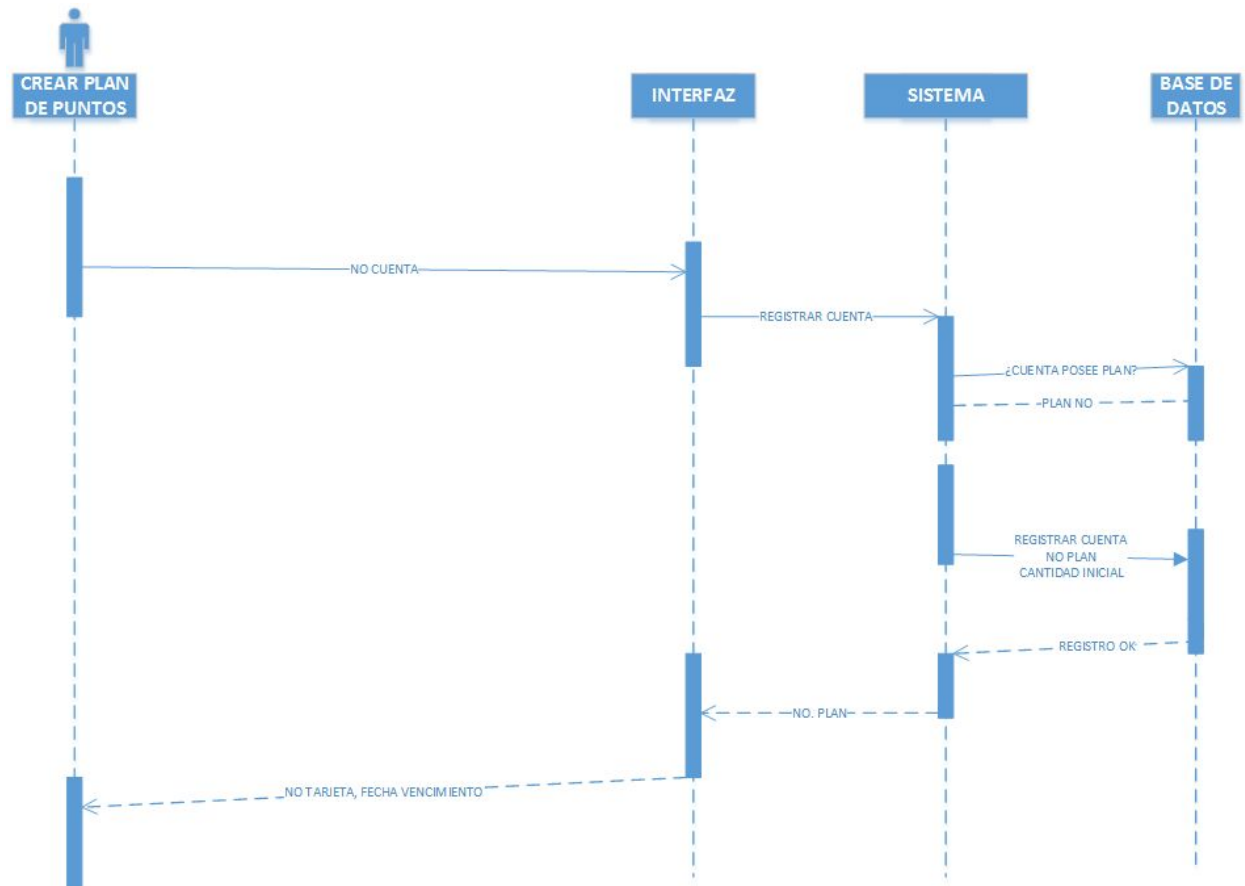 CREAR PLAN
DE PUNTOS
INTERFAZ
SISTEMA
BASE DE
DATOS
NO CUENTA
REGISTRAR CUENTA
¿CUENTA POSEE PLAN?
PLAN NO
REGISTRAR CUENTA
NO PLAN
CANTIDAD INICIAL
REGISTRO OK
NO. PLAN
NO TARJETA, FECHA VENCIMIENTO